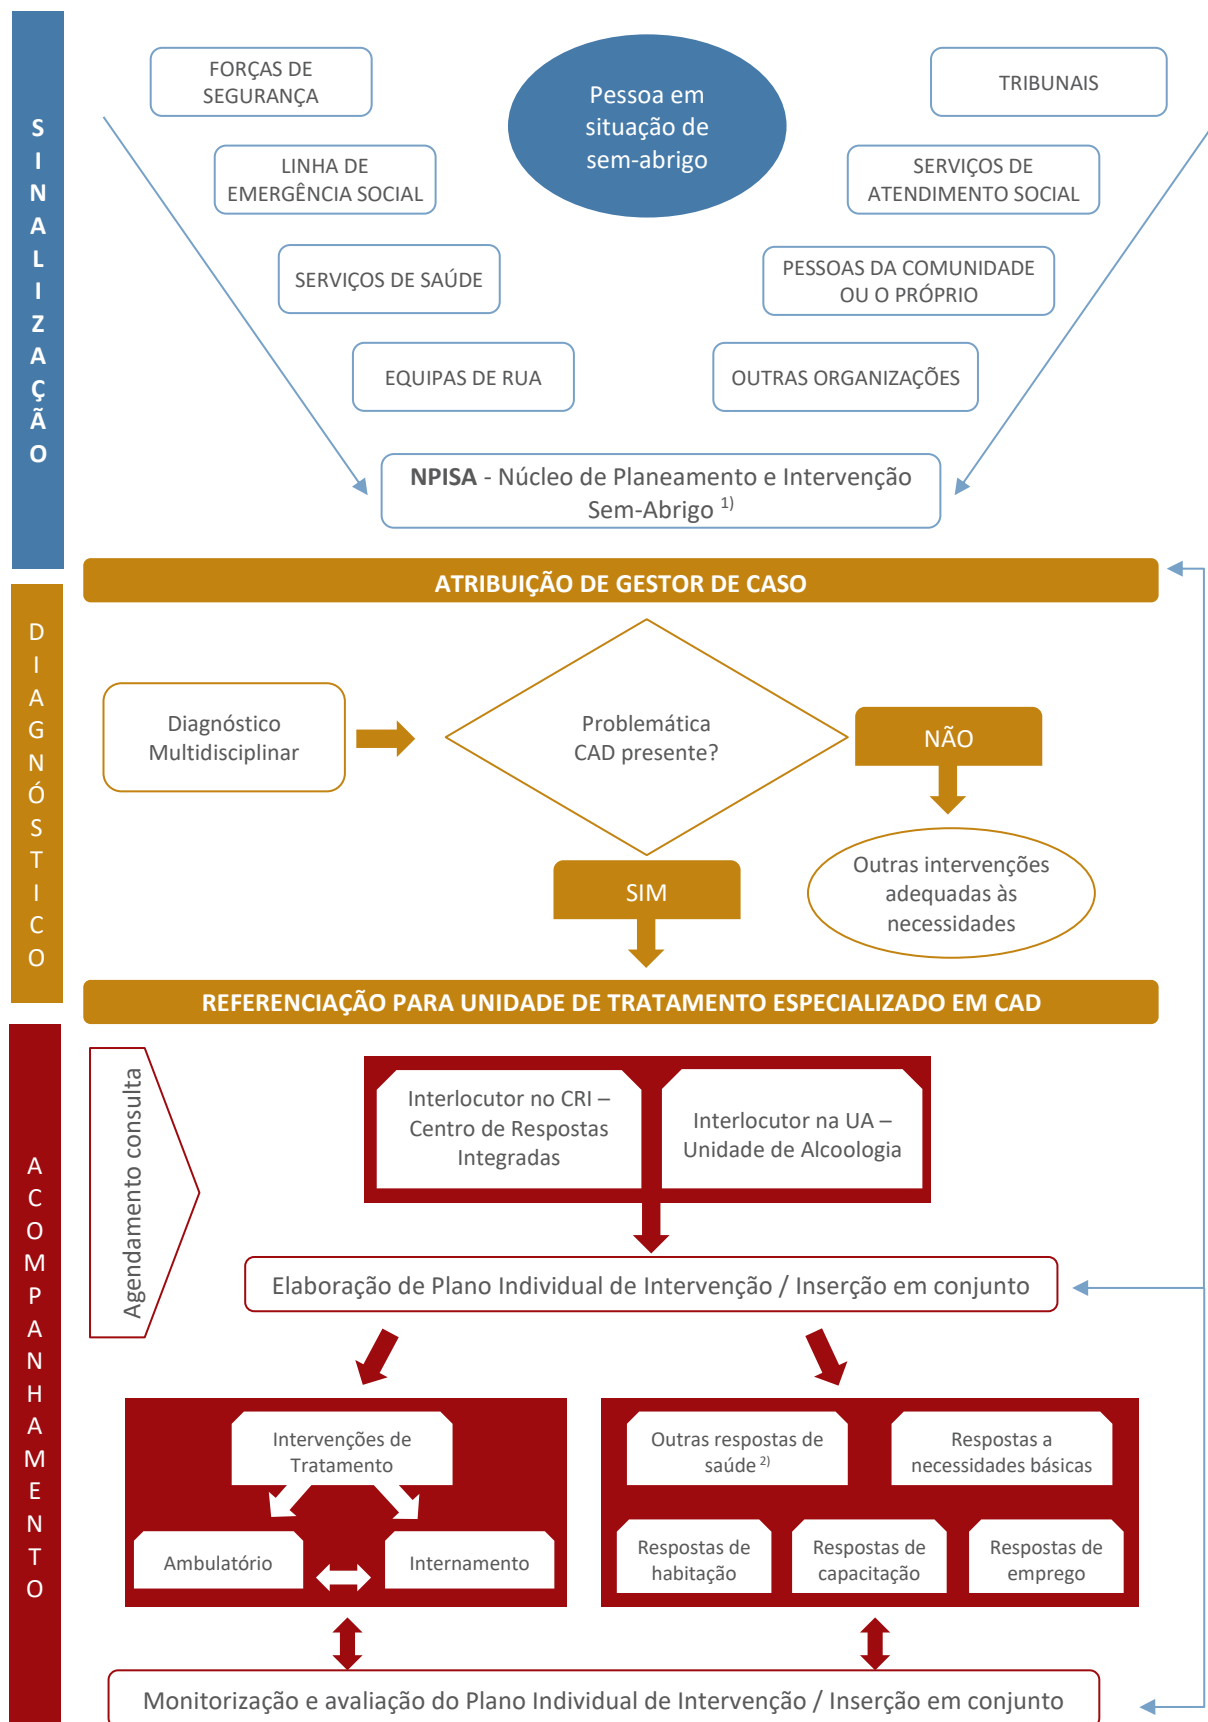 SINALIZAÇÃO
FORÇAS DE
SEGURANÇA
Pessoa em
situação de
sem-abrigo
TRIBUNAIS
LINHA DE
EMERGÊNCIA SOCIAL
SERVIÇOS DE
ATENDIMENTO SOCIAL
SERVIÇOS DE SAÚDE
PESSOAS DA COMUNIDADE
OU O PRÓPRIO
EQUIPAS DE RUA
OUTRAS ORGANIZAÇÕES
NPISA - Núcleo de Planeamento e Intervenção
Sem-Abrigo 1)
DIAGNÓSTICO
ATRIBUIÇÃO DE GESTOR DE CASO
Diagnóstico
Multidisciplinar
Problemática
CAD presente?
NÃO
Outras intervenções
adequadas às
necessidades
SIM
REFERENCIAÇÃO PARA UNIDADE DE TRATAMENTO ESPECIALIZADO EM CAD
ACOMPANHAMENTO
Agendamento consulta
Interlocutor no CRI –
Centro de Respostas
Integradas
Interlocutor na UA –
Unidade de Alcoologia
Elaboração de Plano Individual de Intervenção / Inserção em conjunto
Intervenções de
Tratamento
Ambulatório
Internamento
Outras respostas de
saúde 2)
Respostas a
necessidades básicas
Respostas de
habitação
Respostas de
capacitação
Respostas de
emprego
Monitorização e avaliação do Plano Individual de Intervenção / Inserção em conjunto